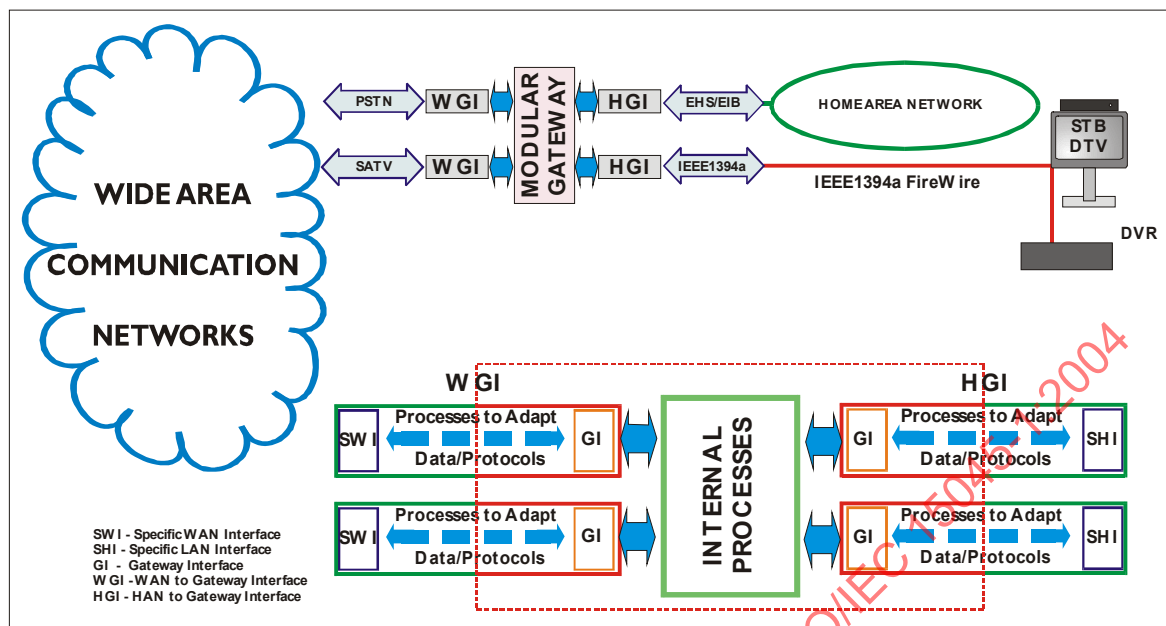 WIDE AREA
COMMUNICATION
NETWORKS
PSTN
WGI
MODULAR
GATEWAY
HGI
EHS/EIB
HOME AREA NETWORK
SATV
WGI
HGI
IEEE1394a
IEEE1394a FireWire
STB
DTV
DVR
WGI
HGI
SWI
Processes to Adapt
Data/Protocols
GI
INTERNAL
PROCESSES
GI
Processes to Adapt
Data/Protocols
SHI
SWI
Processes to Adapt
Data/Protocols
GI
GI
Processes to Adapt
Data/Protocols
SHI
SWI - Specific WAN Interface
SHI - Specific LAN Interface
GI - Gateway Interface
WGI - WAN to Gateway Interface
HGI - HAN to Gateway Interface
O/IEC 15045-1:2004